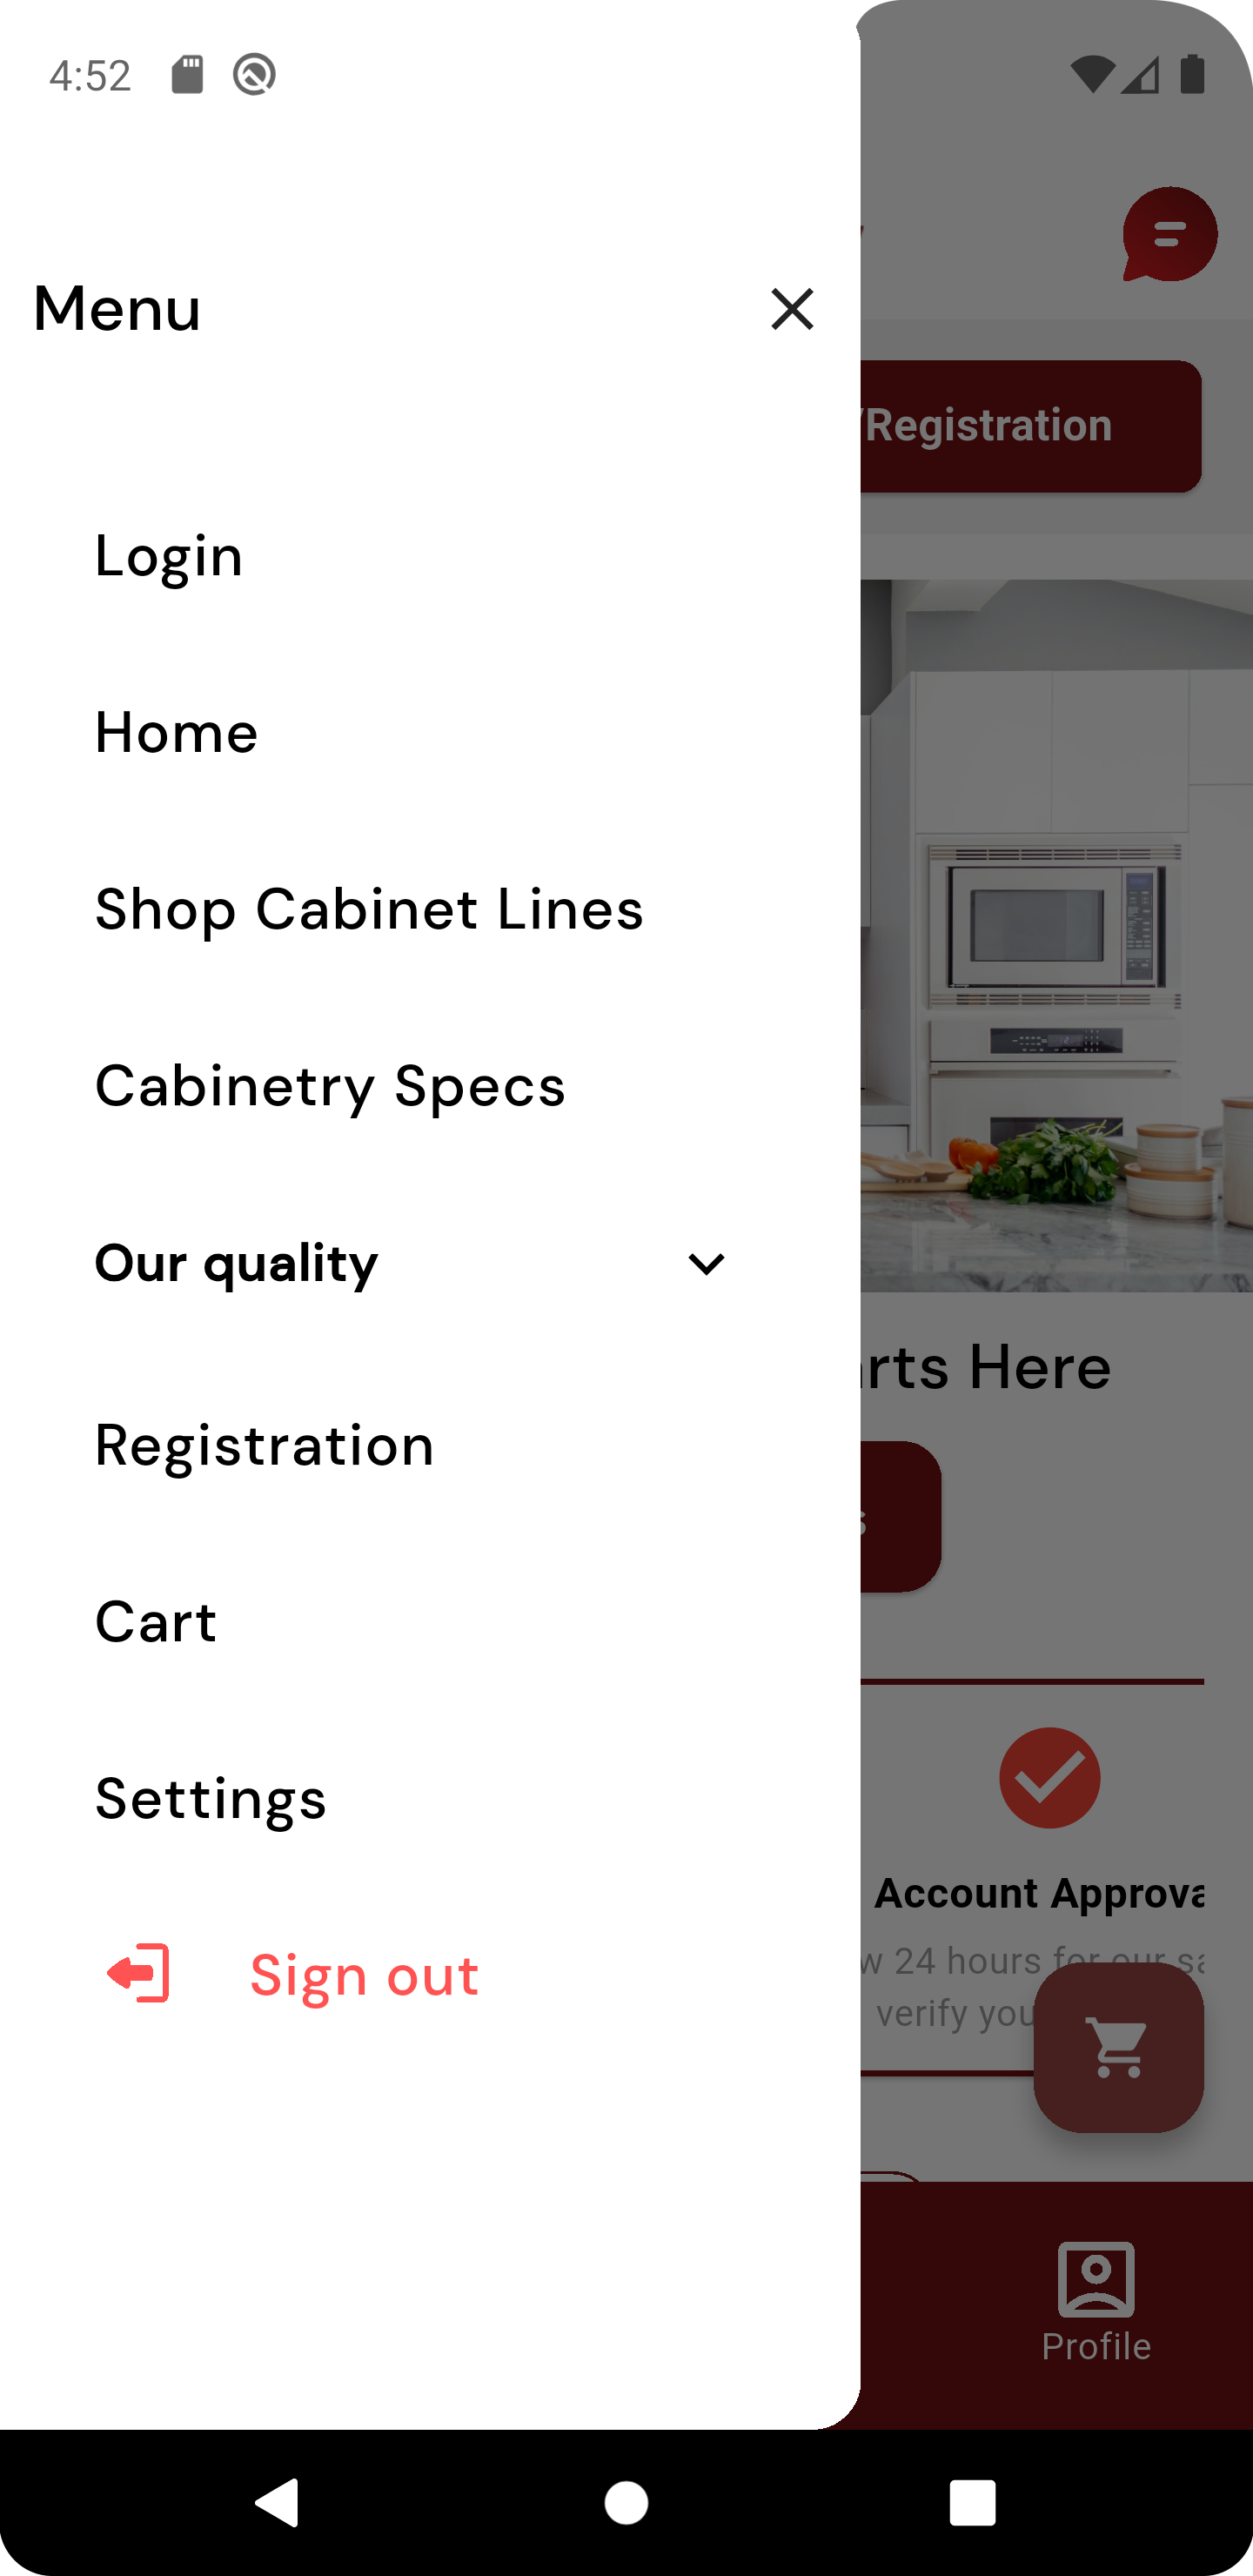 4:52
Menu
/Registration
Login
Home
Shop Cabinet Lines
Cabinetry Specs
Our quality
rts Here
Registration
s
Cart
Settings
Account Approva
w 24 hours for our sa
Sign out
verify you
Profile